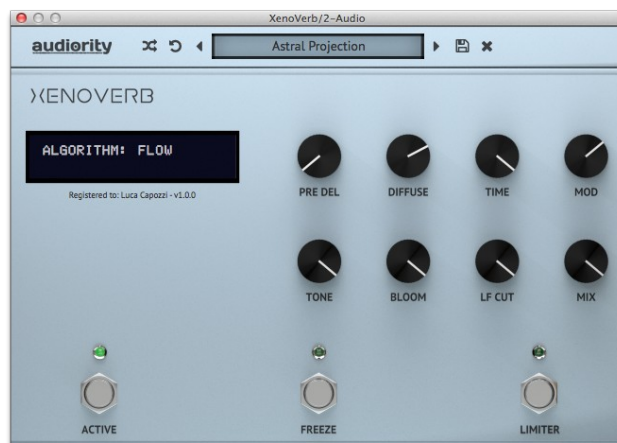 XenoVerb/2-Audio
audiority
Astral Projection
XENOVERB
ALGORITHM: FLOW
Registered to: Luca Capozzi - v1.0.0
PRE DEL
DIFFUSE
TIME
MOD
TONE
BLOOM
LF CUT
MIX
ACTIVE
FREEZE
LIMITER